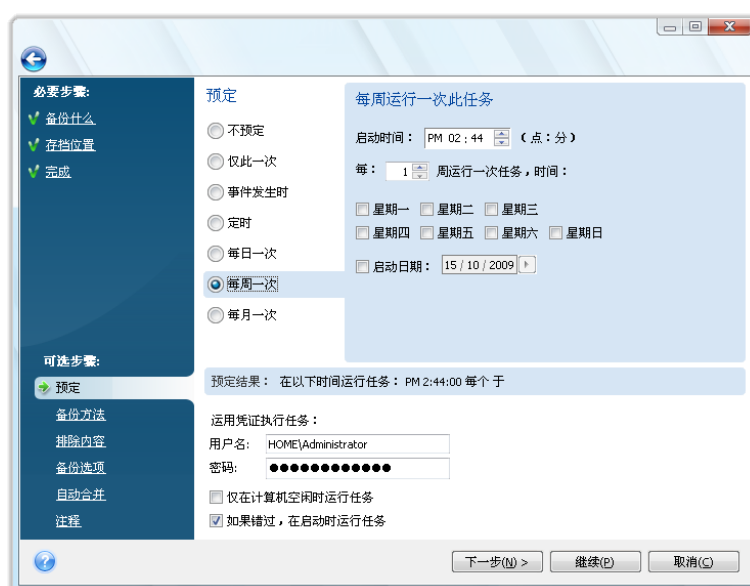 必要步骤:
备份什么
存档位置
完成
可选步骤:
预定
备份方法
排除内容
备份选项
自动合并
注释
预定
不预定
仅此一次
事件发生时
定时
每日一次
每周一次
每月一次
每周运行一次此任务
启动时间： PM 02 : 44 （点：分）
每： 1 周运行一次任务，时间：
星期一 星期二 星期三
星期四 星期五 星期六 星期日
启动日期： 15 / 10 / 2009
预定结果： 在以下时间运行任务： PM 2:44:00 每个 于
运用凭证执行任务：
用户名: HOME\Administrator
密码: ●●●●●●●●●●●●
仅在计算机空闲时运行任务
如果错过，在启动时运行任务
下一步(N) > 继续(P) 取消(C)